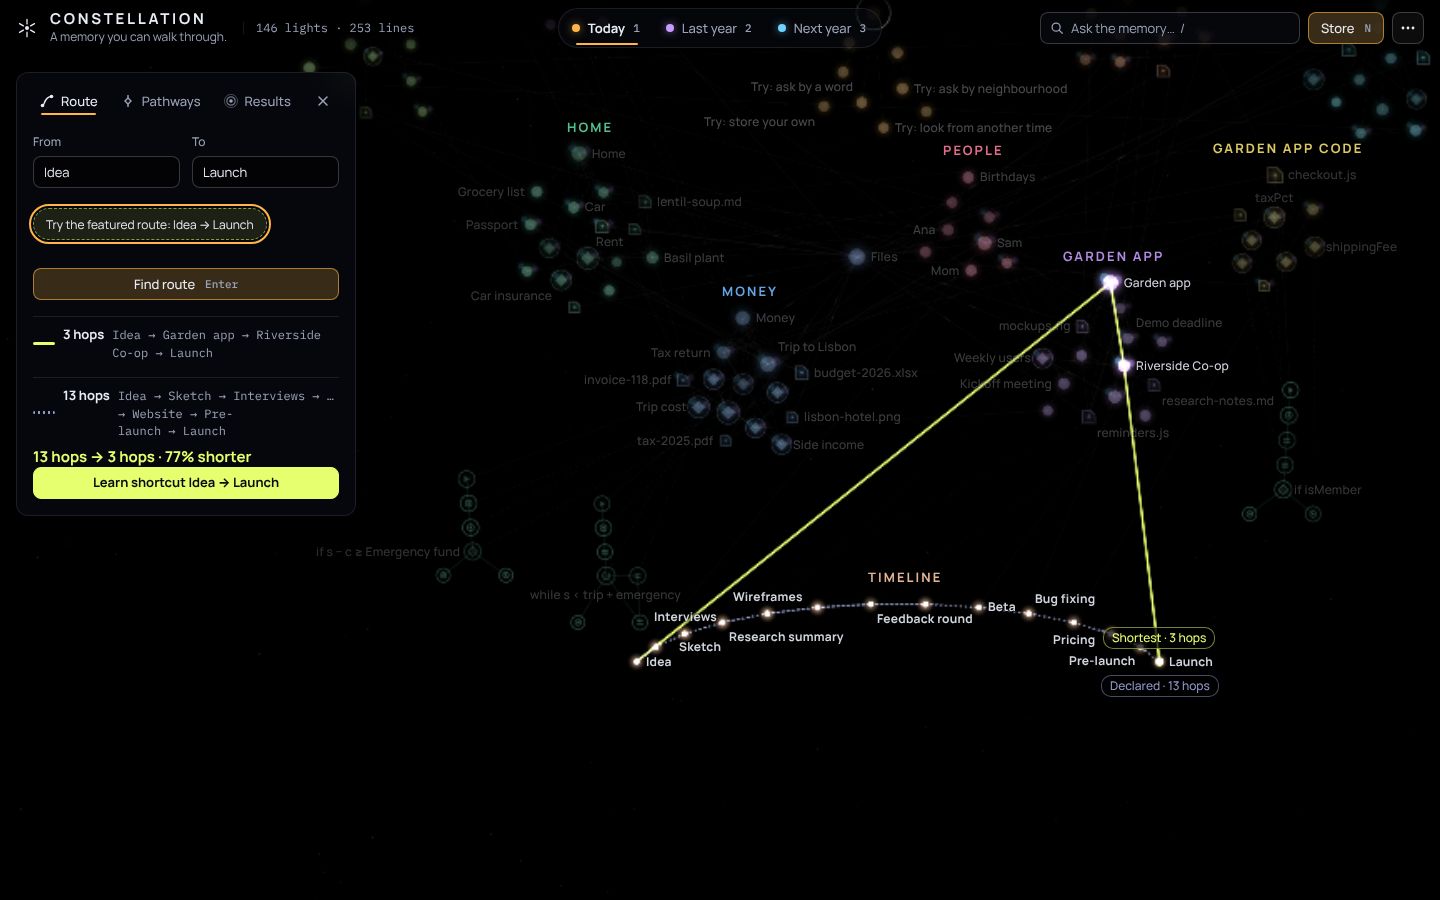 CONSTELLATION
A memory you can walk through.
146 lights · 253 lines
Today 1
Last year 2
Next year 3
Ask the memory… /
Store N
Route
Pathways
Results
From
To
Idea
Launch
Try the featured route: Idea → Launch
Find route Enter
3 hops Idea → Garden app → Riverside
Co-op → Launch
13 hops Idea → Sketch → Interviews → …
→ Website → Pre-
launch → Launch
13 hops → 3 hops · 77% shorter
Learn shortcut Idea → Launch
Try: ask by a word
Try: ask by neighbourhood
Try: store your own
Try: look from another time
HOME
Home
Grocery list
Car
lentil-soup.md
Passport
Rent
Basil plant
Car insurance
PEOPLE
Birthdays
Ana
Sam
Mom
Files
GARDEN APP CODE
checkout.js
taxPct
shippingFee
GARDEN APP
Garden app
mockups.fig
Demo deadline
Weekly users
Riverside Co-op
Kickoff meeting
research-notes.md
reminders.js
MONEY
Money
Tax return
Trip to Lisbon
invoice-118.pdf
budget-2026.xlsx
Trip cost
lisbon-hotel.png
tax-2025.pdf
Side income
if isMember
if s − c ≥ Emergency fund
while s < trip + emergency
TIMELINE
Wireframes
Beta
Bug fixing
Interviews
Feedback round
Research summary
Sketch
Pricing
Shortest · 3 hops
Idea
Pre-launch
Launch
Declared · 13 hops